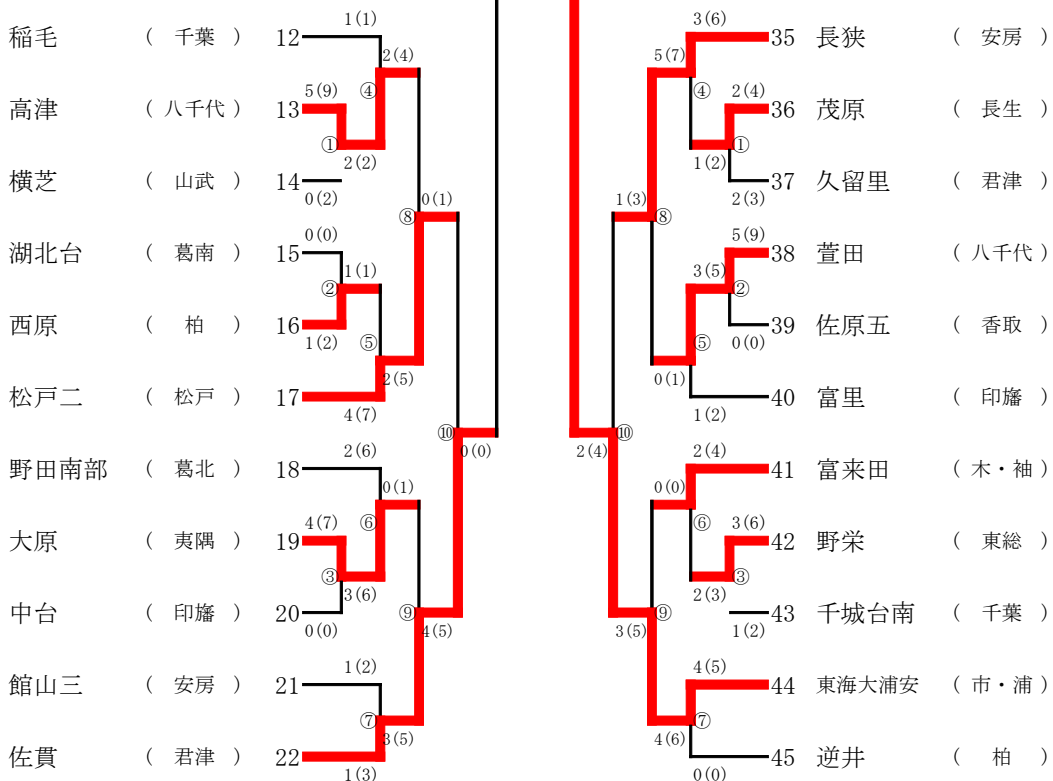 1(1) 3(6)
稲毛 ( 千葉 ) 12 2(4) 5(7) 35 長狭 ( 安房 )
5(9) ④ ④ 2(4)
高津 ( 八千代 ) 13 36 茂原 ( 長生 )
① 2(2) 1(2) ①
横芝 ( 山武 ) 14 37 久留里 ( 君津 )
0(2) 0(1) 1(3) 2(3)
⑧ ⑧
0(0) 5(9)
湖北台 ( 葛南 ) 15 38 萱田 ( 八千代 )
② 1(1) 3(5) ②
西原 ( 柏 ) 16 39 佐原五 ( 香取 )
1(2) ⑤ ⑤ 0(0)
2(5) 0(1)
松戸二 ( 松戸 ) 17 40 富里 ( 印旛 )
4(7) 1(2)
⑩ 0(0) 2(4) ⑩
2(6) 2(4)
野田南部 ( 葛北 ) 18 0(1) 0(0) 41 富来田 ( 木・袖 )
4(7) ⑥ ⑥ 3(6)
大原 ( 夷隅 ) 19 42 野栄 ( 東総 )
③ 3(6) 2(3) ③
中台 ( 印旛 ) 20 ⑨ ⑨ 43 千城台南 ( 千葉 )
0(0) 4(5) 3(5) 1(2)
1(2) 4(5)
館山三 ( 安房 ) 21 44 東海大浦安 ( 市・浦 )
⑦ 3(5) 4(6) ⑦
佐貫 ( 君津 ) 22 45 逆井 ( 柏 )
1(3) 0(0)